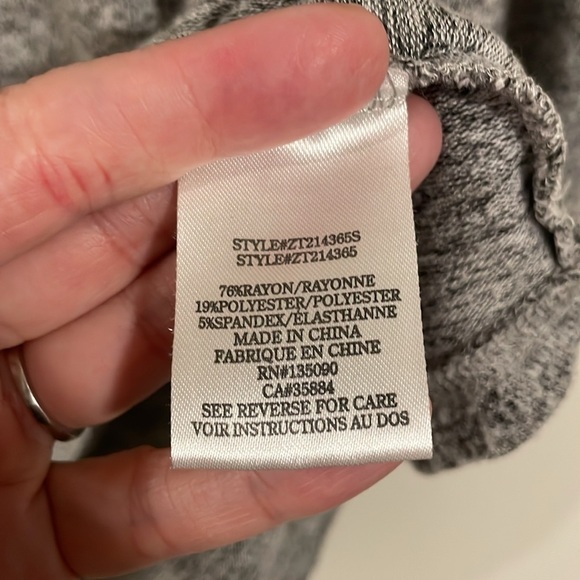 STYLE#ZT214365S
STYLE#ZT214365
76%RAYON/RAYONNE
19%POLYESTER/POLYESTER
5%SPANDEX/ÉLASTHANNE
MADE IN CHINA
FABRIQUE EN CHINE
RN#135090
CA#35884
SEE REVERSE FOR CARE
VOIR INSTRUCTIONS AU DOS